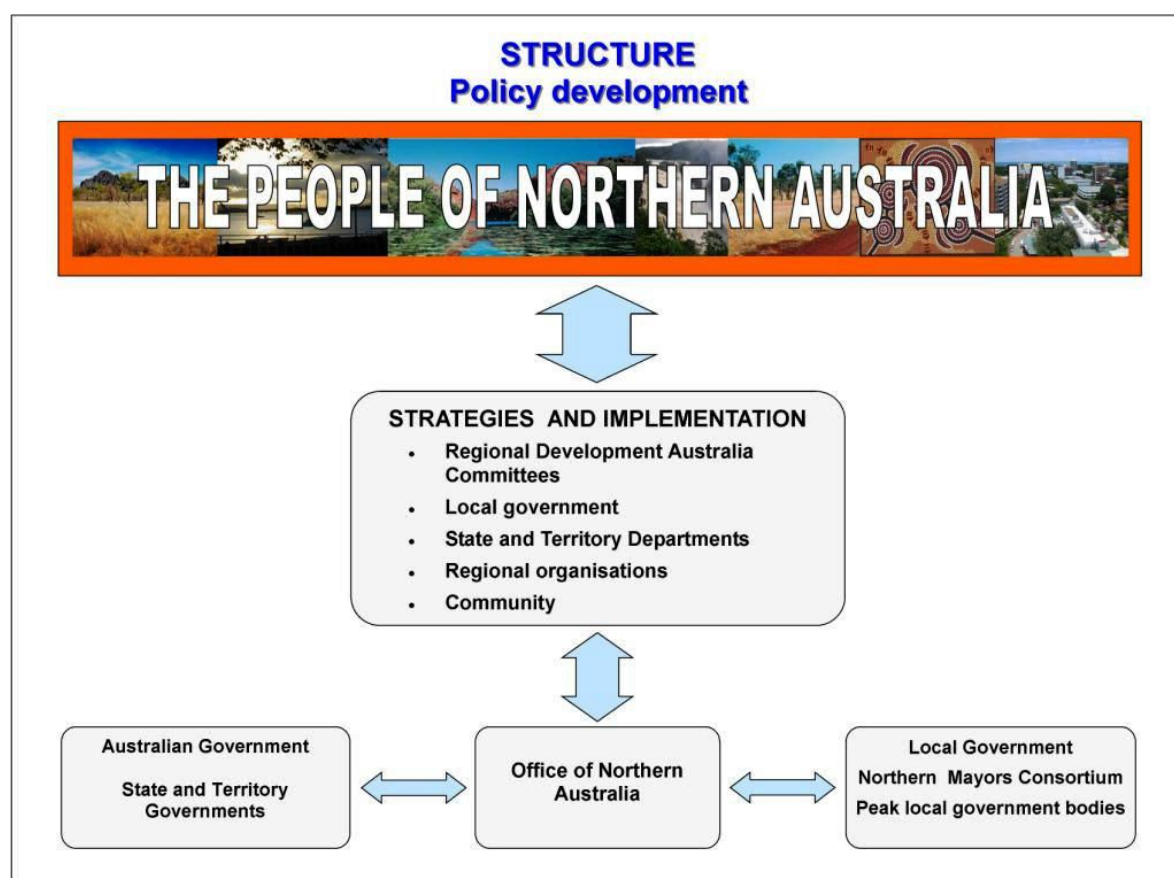 STRUCTURE
Policy development
THE PEOPLE OF NORTHERN AUSTRALIA
STRATEGIES AND IMPLEMENTATION
• Regional Development Australia
Committees
• Local government
• State and Territory Departments
• Regional organisations
• Community
Australian Government
State and Territory
Governments
Office of Northern
Australia
Local Government
Northern Mayors Consortium
Peak local government bodies